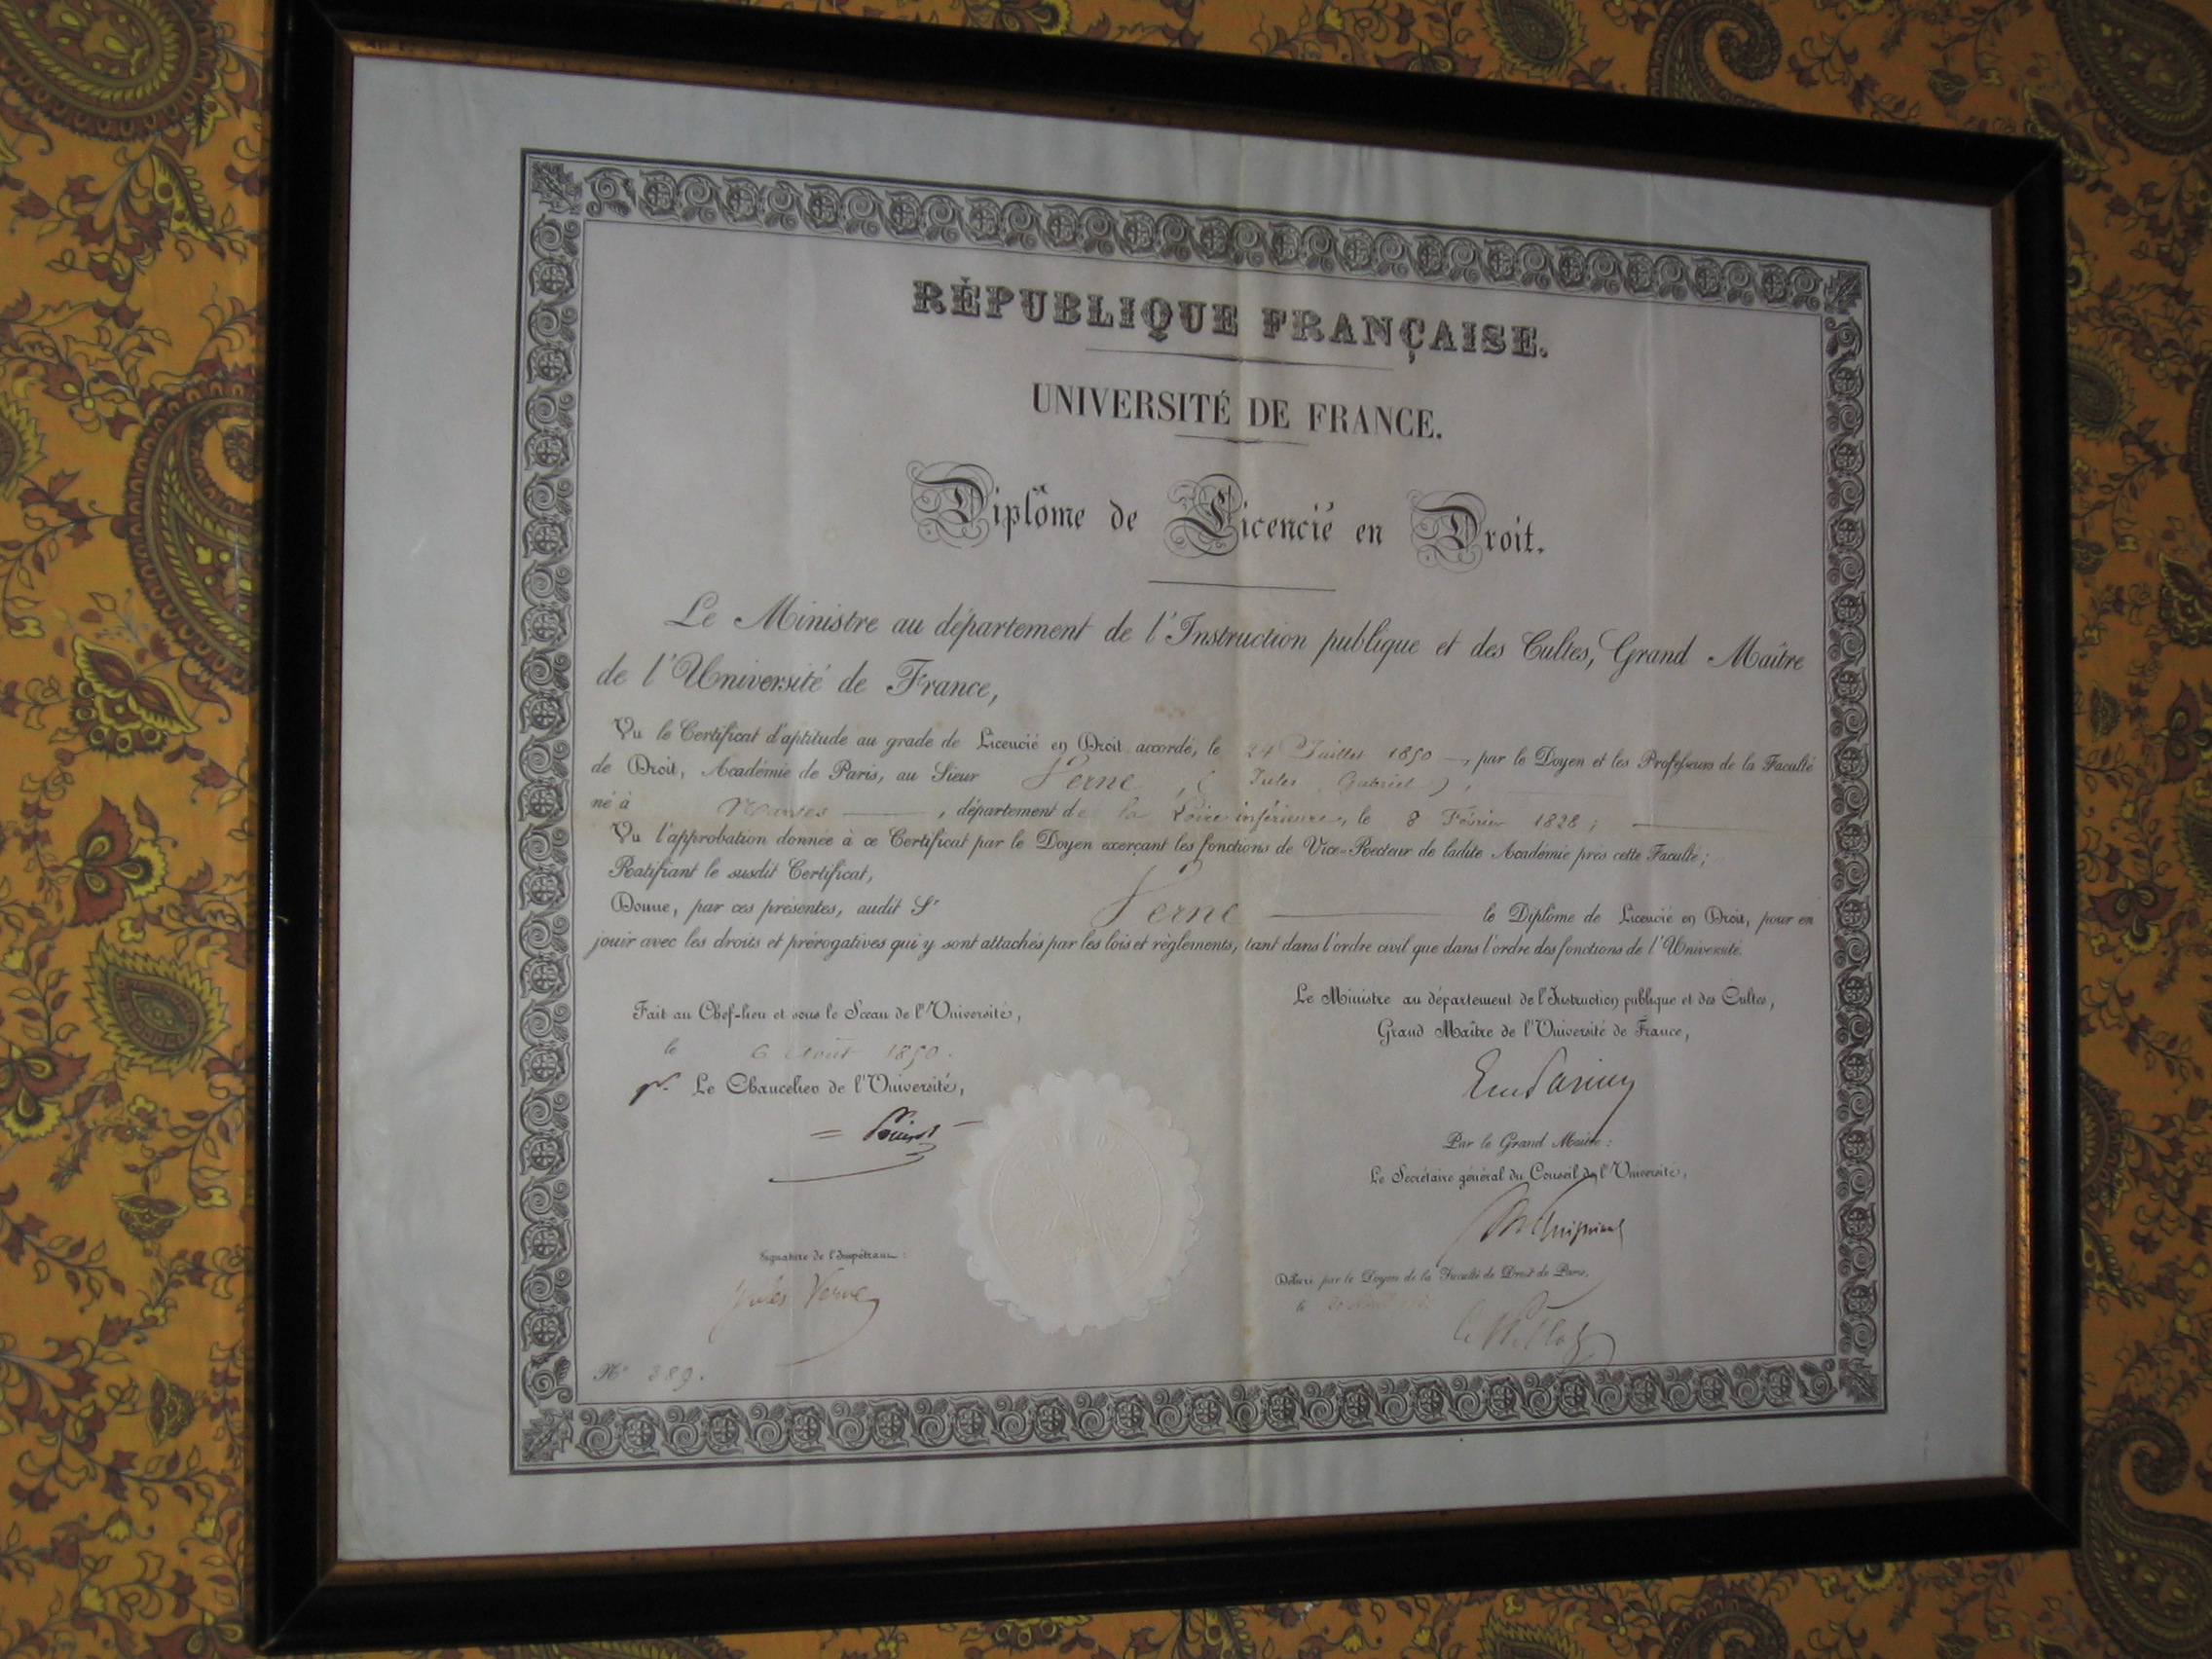 RÉPUBLIQUE FRANÇAISE.
UNIVERSITÉ DE FRANCE.
Diplôme de Licencié en Droit.
Le Ministre au département de l'Instruction publique et des Cultes, Grand Maître
de l'Université de France,
Vu le Certificat d'aptitude au grade de Licencié en Droit accordé, le 24 Juillet 1850 par le Doyen et les Professeurs de la Faculté
de Droit, Académie de Paris, au Sieur Verne, (Jules Gabriel),
né à Nantes, département de la Loire inférieure, le 8 Février 1828;
Vu l'approbation donnée à ce Certificat par le Doyen exerçant les fonctions de Vice-Recteur de ladite Académie près cette Faculté;
Ratifiant le susdit Certificat,
Donne, par ces présentes, audit Sr Verne le Diplôme de Licencié en Droit, pour en
jouir avec les droits et prérogatives qui y sont attachés par les lois et règlements, tant dans l'ordre civil que dans l'ordre des fonctions de l'Université.
Fait au Chef-lieu et sous le Sceau de l'Université,
le 6 Août 1850.
pr. Le Chancelier de l'Université,
Signature de l'Impétrant:
Jules Verne
No 389.
Le Ministre au département de l'Instruction publique et des Cultes,
Grand Maître de l'Université de France,
Par le Grand Maître:
Le Secrétaire général du Conseil de l'Université,
Délivré par le Doyen de la Faculté de Droit de Paris,
le